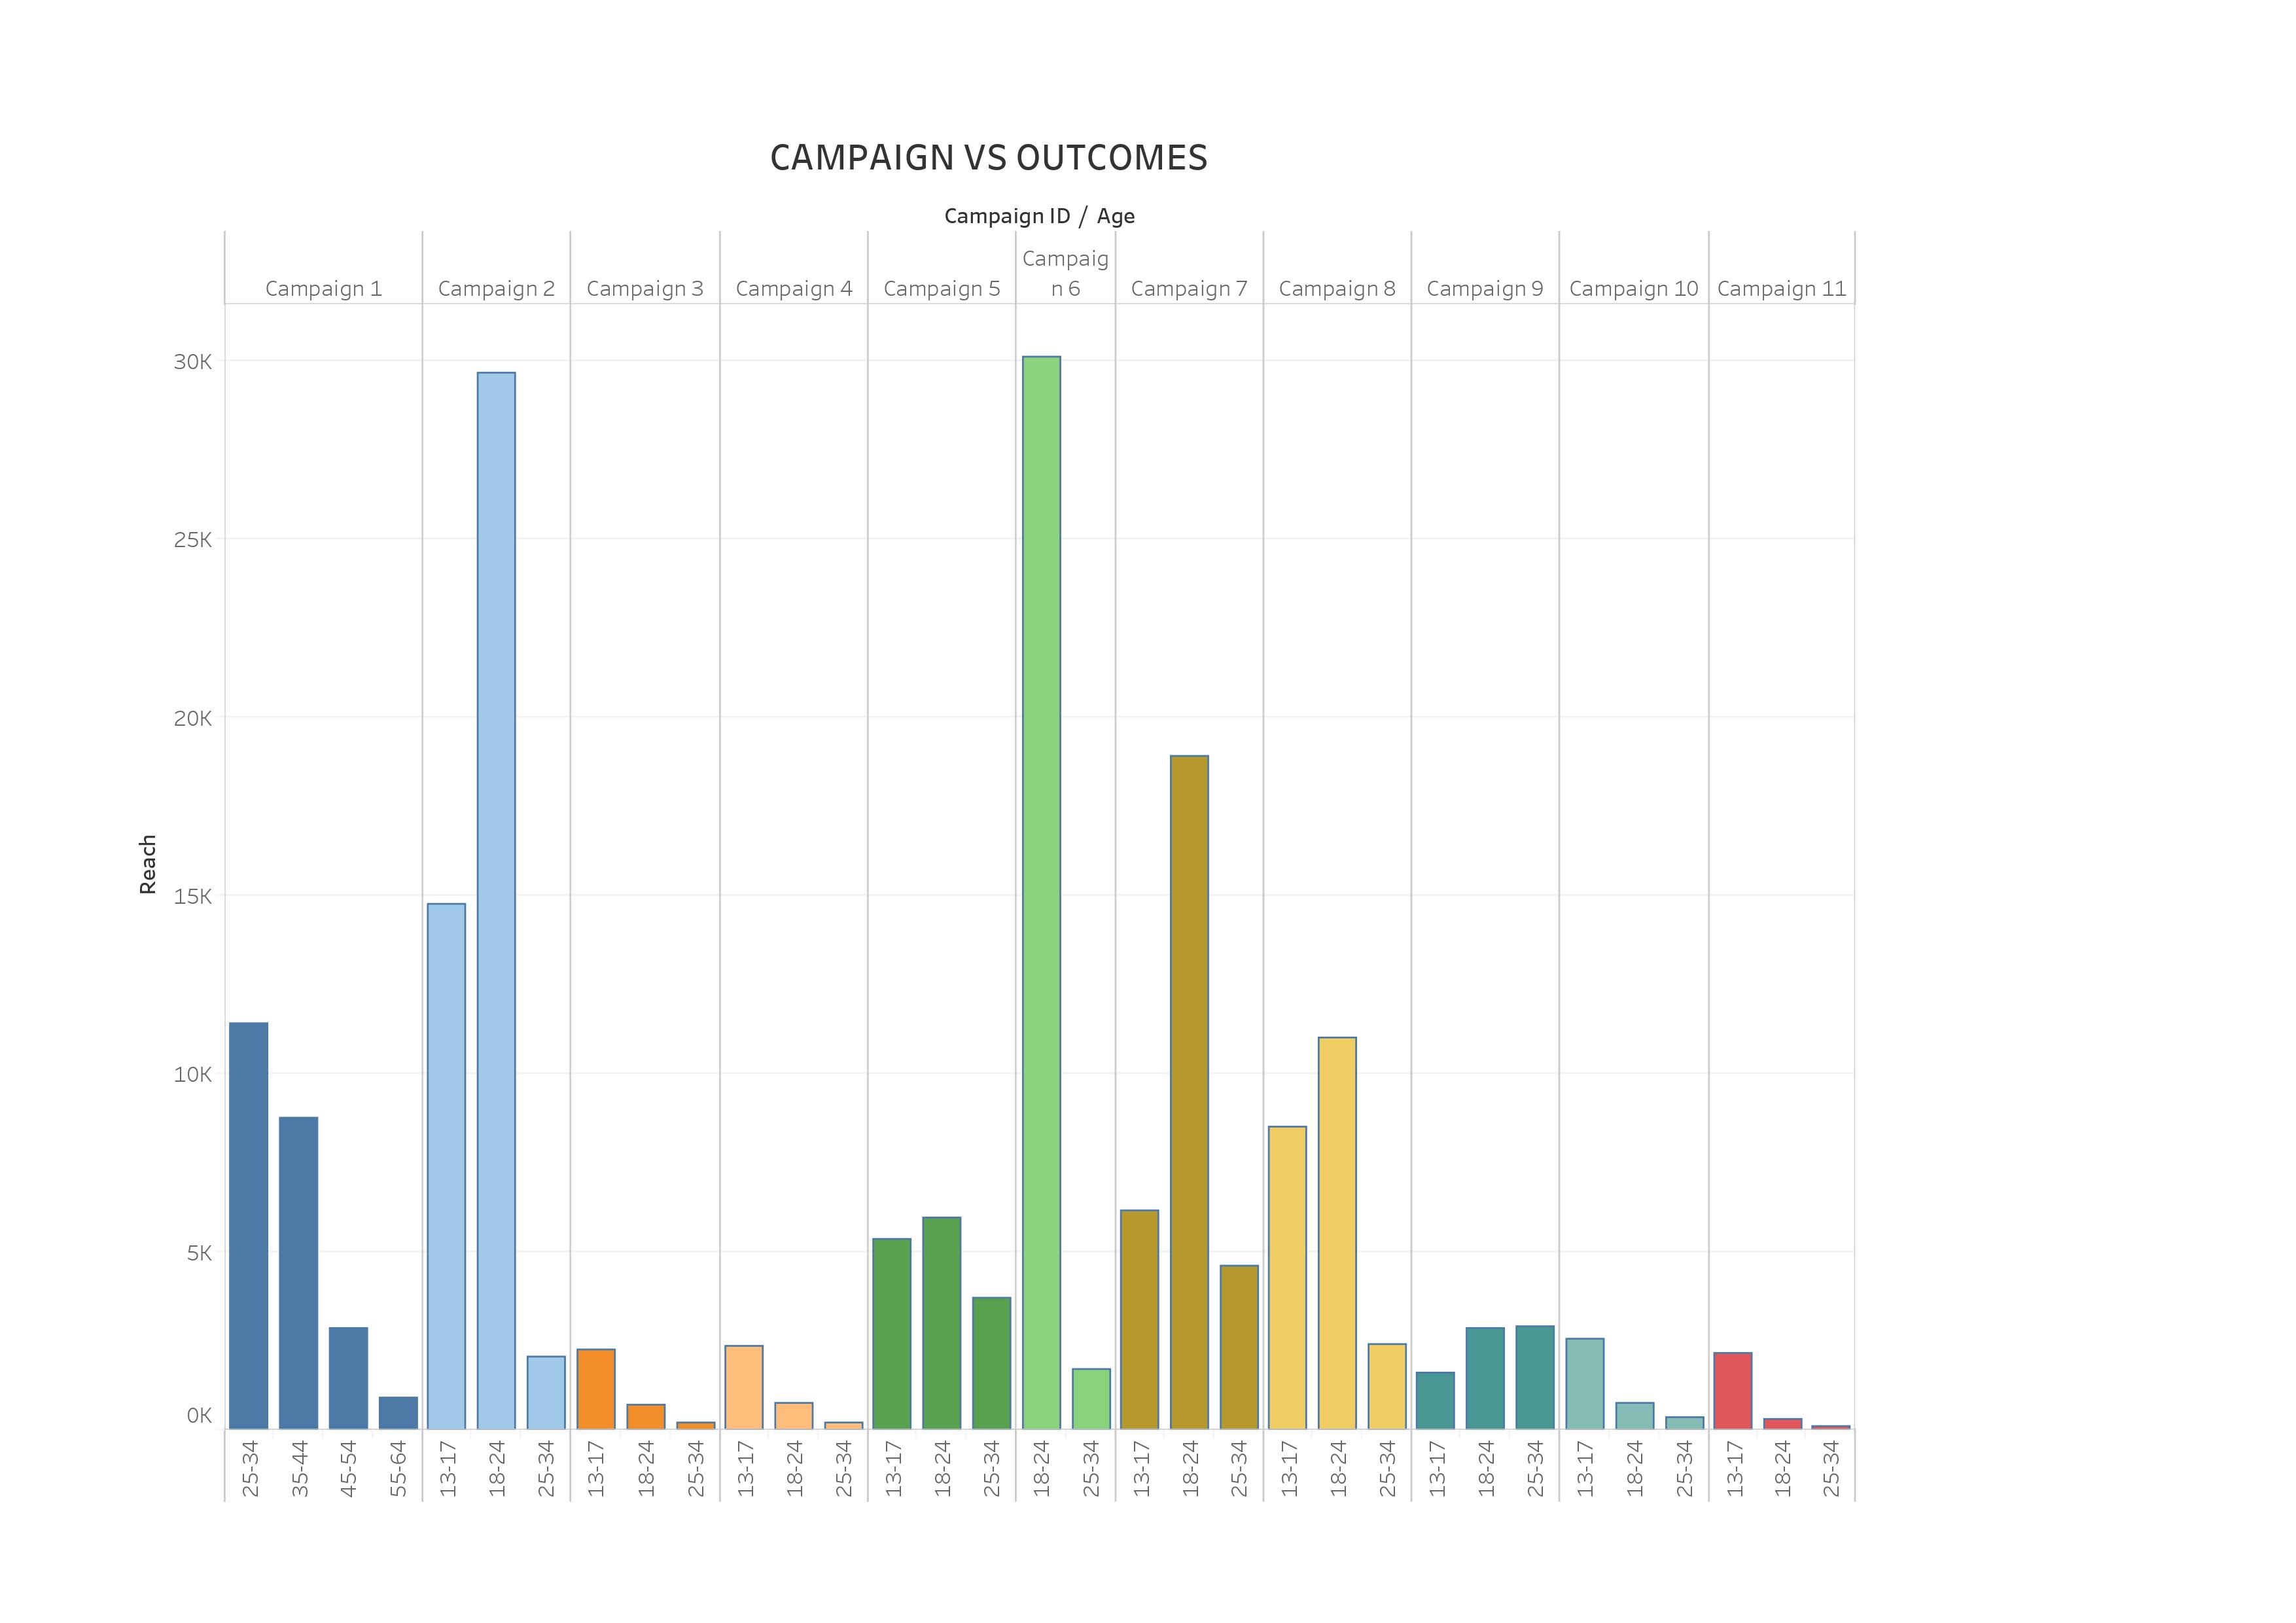 CAMPAIGN VS OUTCOMES
Campaign ID / Age
Campaig
Campaign 1 Campaign 2 Campaign 3 Campaign 4 Campaign 5 n 6 Campaign 7 Campaign 8 Campaign 9 Campaign 10 Campaign 11
30K
25K
20K
15K
Reach
10K
5K
0K
25-34 35-44 45-54 55-64 13-17 18-24 25-34 13-17 18-24 25-34 13-17 18-24 25-34 13-17 18-24 25-34 18-24 25-34 13-17 18-24 25-34 13-17 18-24 25-34 13-17 18-24 25-34 13-17 18-24 25-34 13-17 18-24 25-34